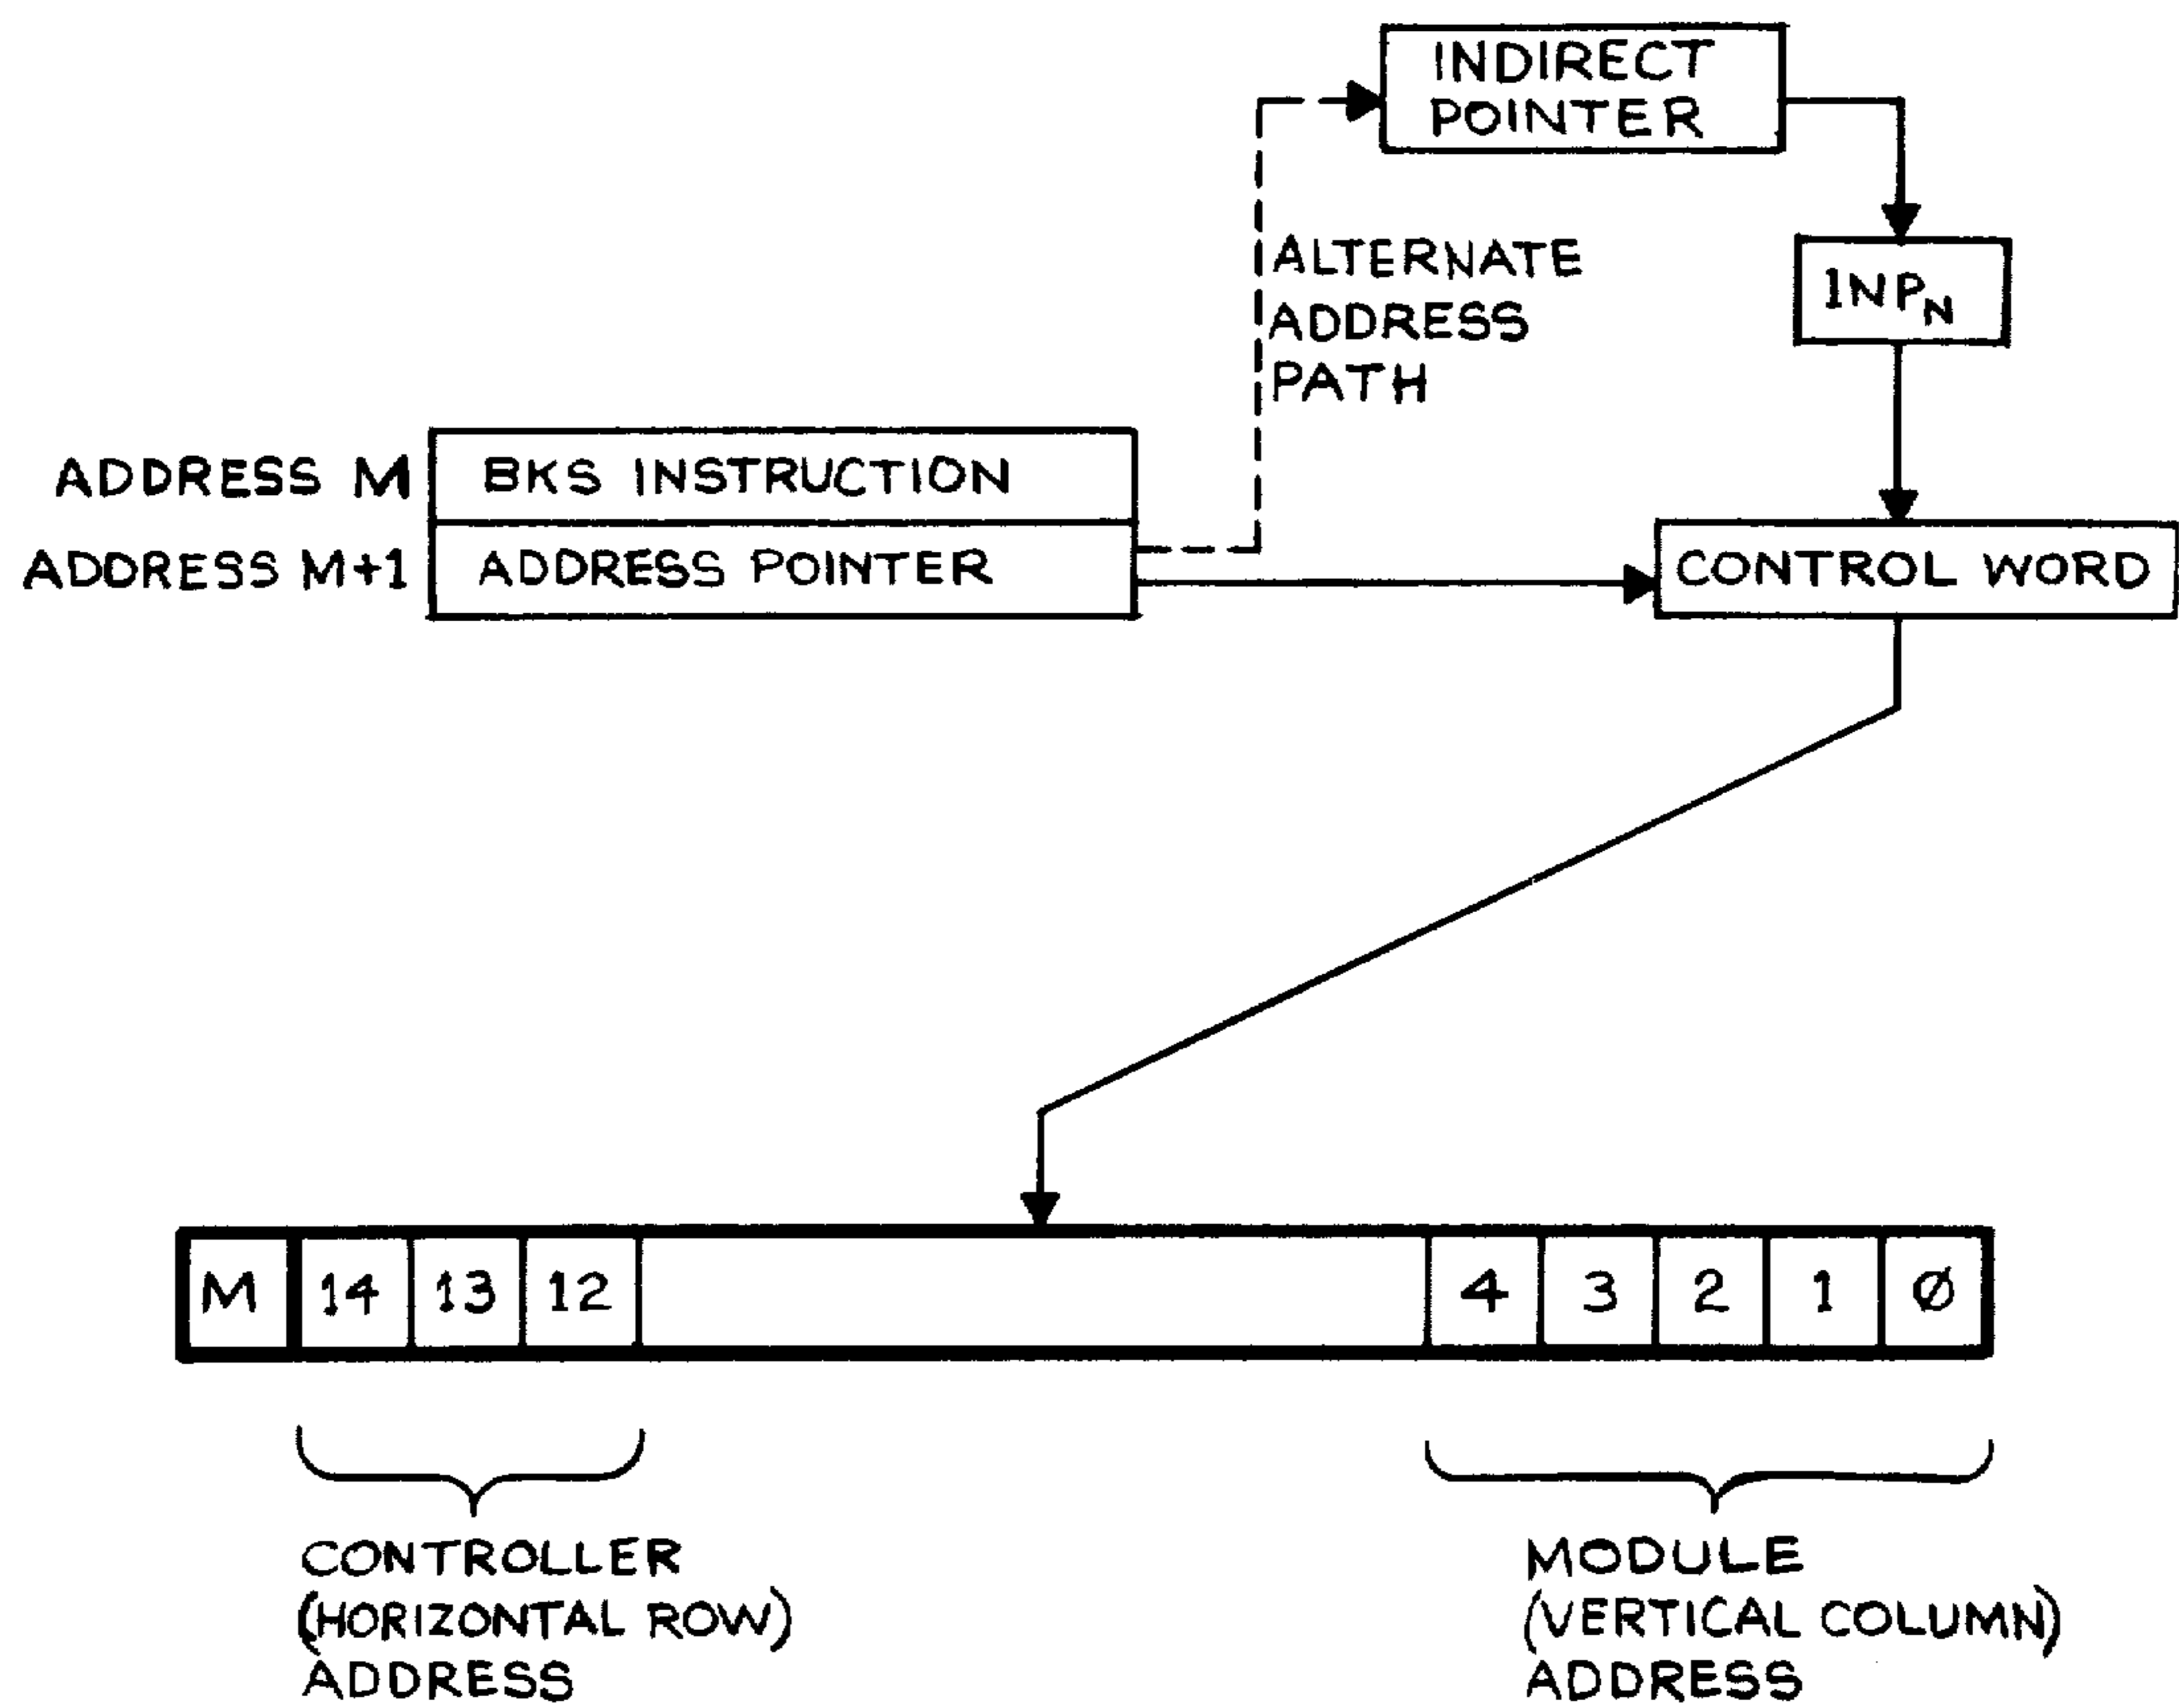 INDIRECT
POINTER
ALTERNATE
ADDRESS
PATH
INPN
ADDRESS M
BKS INSTRUCTION
ADDRESS M+1
ADDRESS POINTER
CONTROL WORD
M 14 13 12 4 3 2 1 Ø
CONTROLLER
(HORIZONTAL ROW)
ADDRESS
MODULE
(VERTICAL COLUMN)
ADDRESS